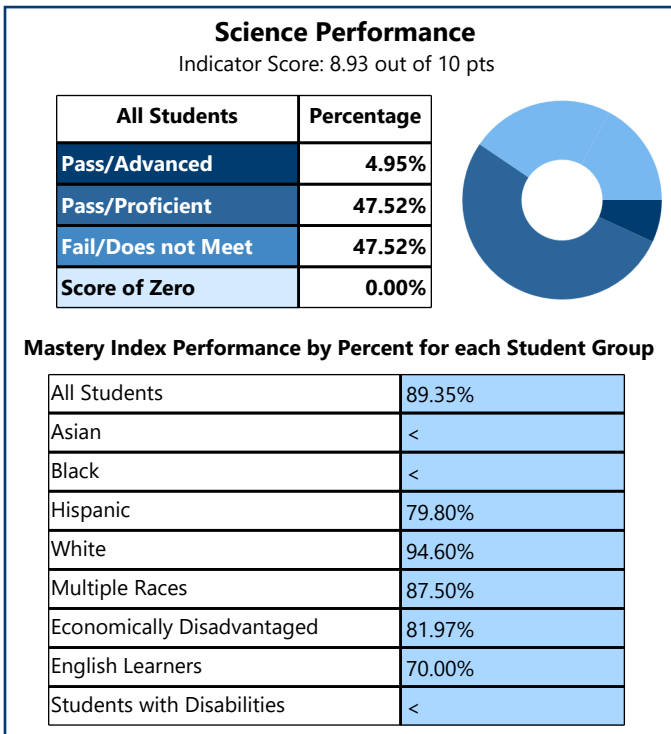 Science Performance
Indicator Score: 8.93 out of 10 pts
All Students Percentage
Pass/Advanced 4.95%
Pass/Proficient 47.52%
Fail/Does not Meet 47.52%
Score of Zero 0.00%
Mastery Index Performance by Percent for each Student Group
All Students 89.35%
Asian <
Black <
Hispanic 79.80%
White 94.60%
Multiple Races 87.50%
Economically Disadvantaged 81.97%
English Learners 70.00%
Students with Disabilities <